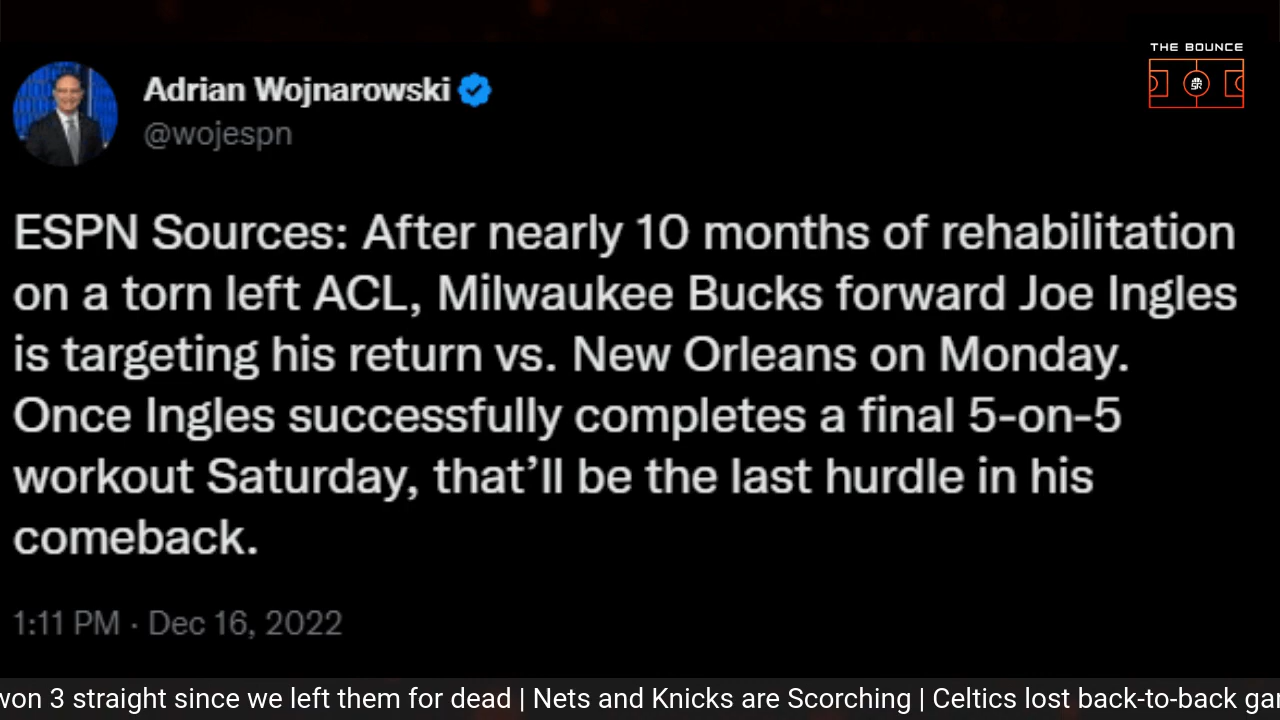 THE BOUNCE
SR
Adrian Wojnarowski
@wojespn
ESPN Sources: After nearly 10 months of rehabilitation
on a torn left ACL, Milwaukee Bucks forward Joe Ingles
is targeting his return vs. New Orleans on Monday.
Once Ingles successfully completes a final 5-on-5
workout Saturday, that’ll be the last hurdle in his
comeback.
1:11 PM · Dec 16, 2022
won 3 straight since we left them for dead | Nets and Knicks are Scorching | Celtics lost back-to-back